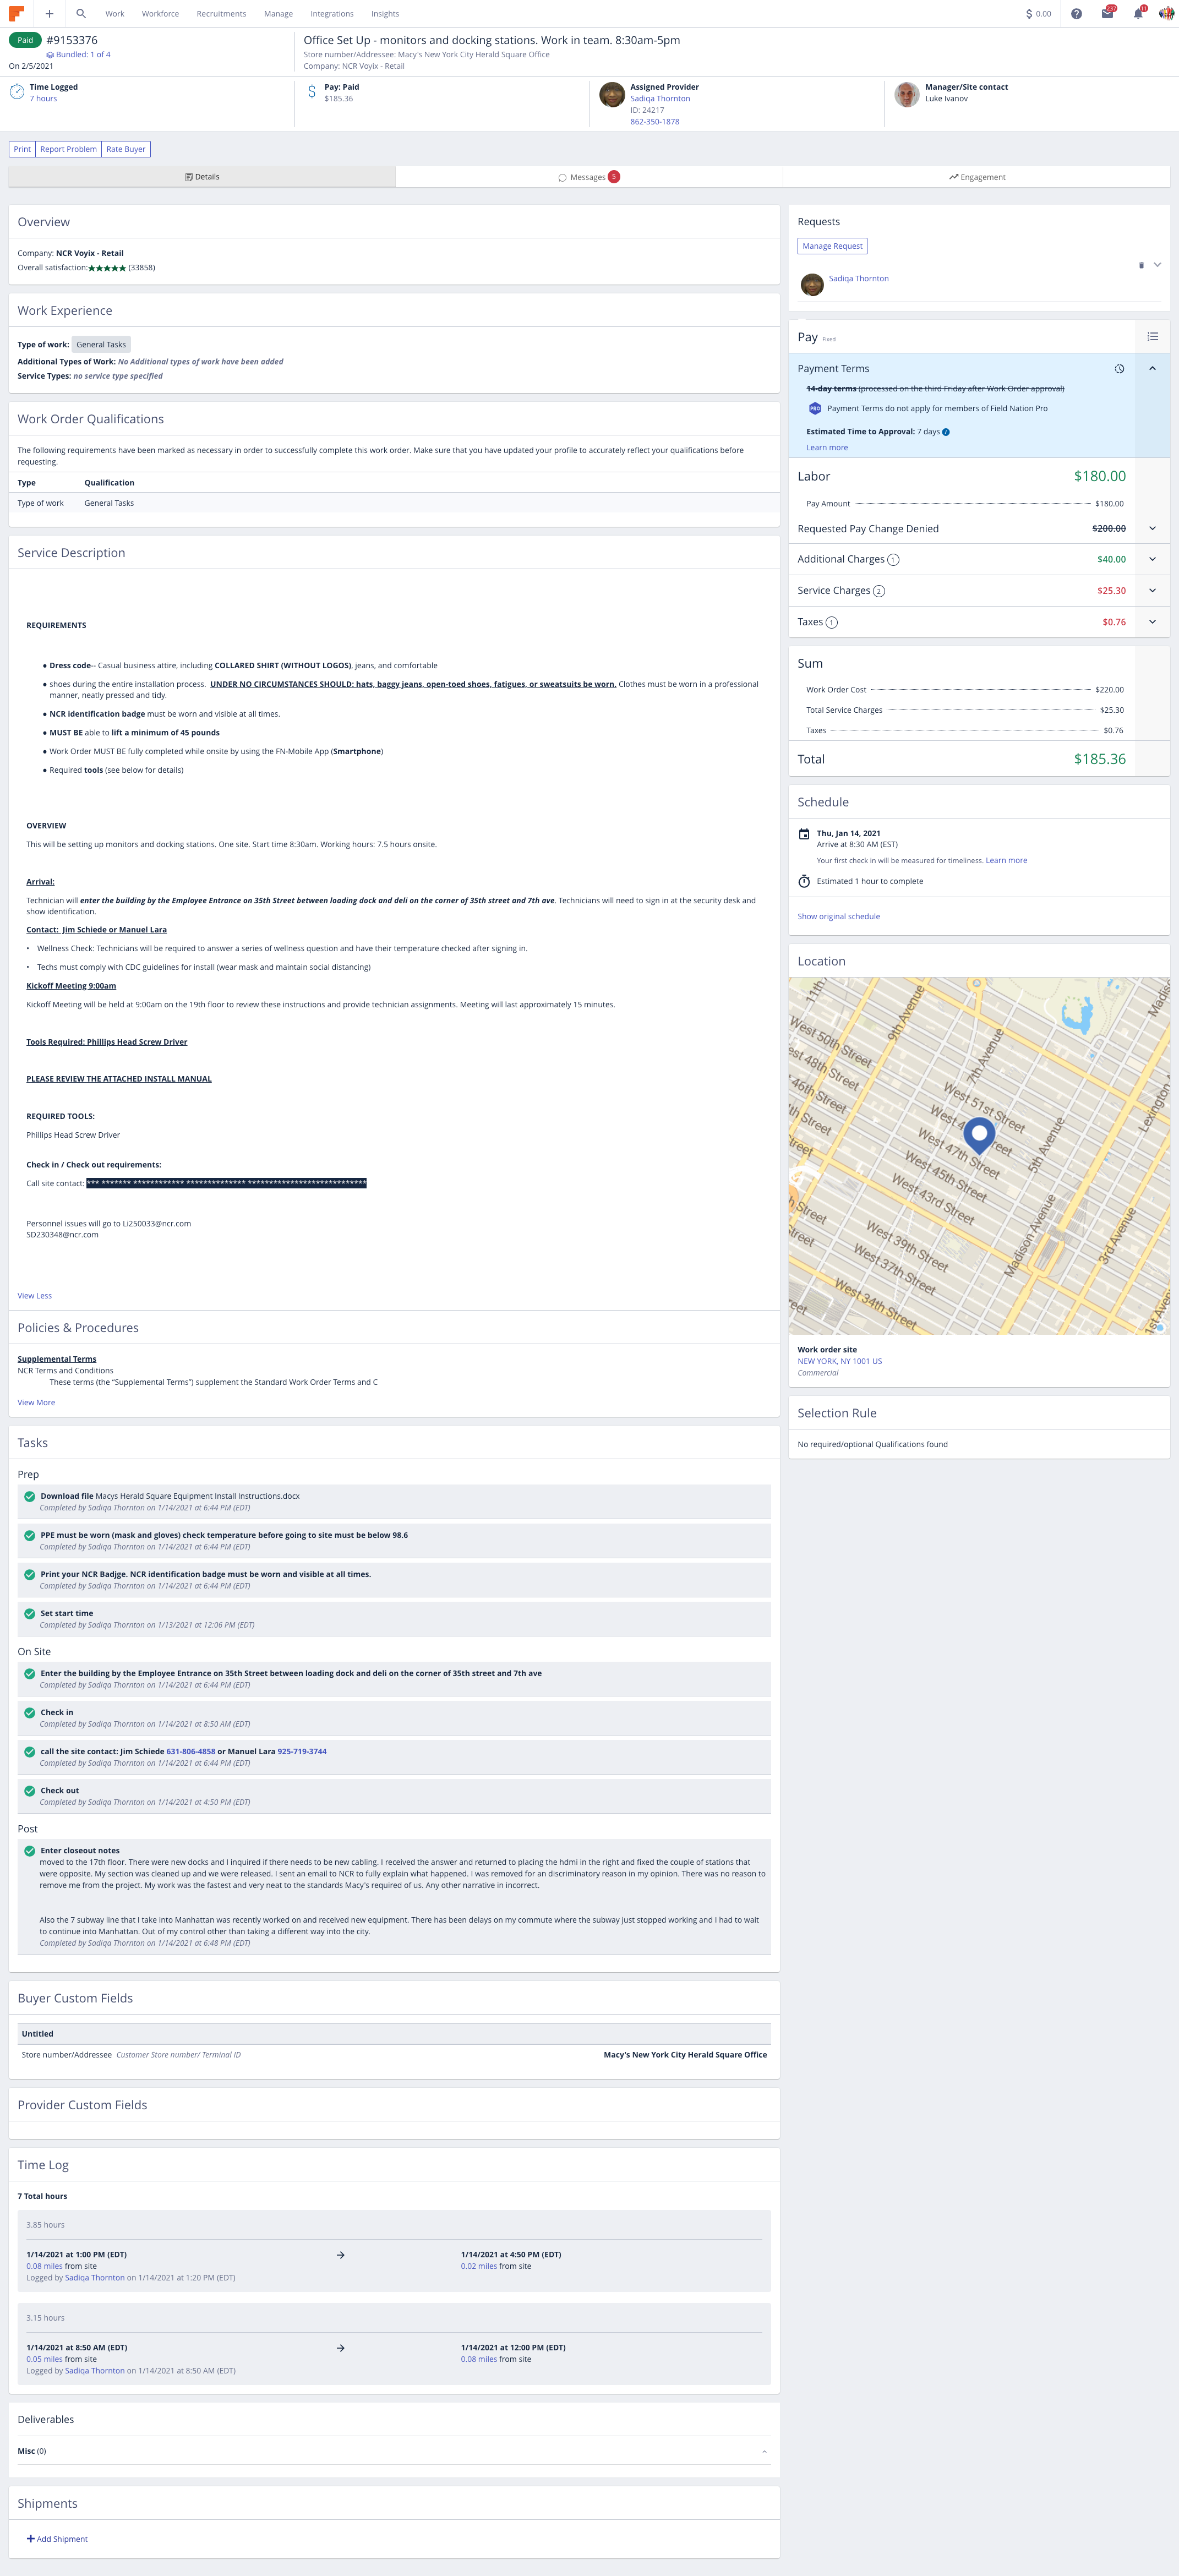 Work Workforce Recruitments Manage Integrations Insights $ 0.00 237 11
Paid #9153376
Bundled: 1 of 4
On 2/5/2021
Office Set Up - monitors and docking stations. Work in team. 8:30am-5pm
Store number/Addressee: Macy's New York City Herald Square Office
Company: NCR Voyix - Retail
Time Logged
7 hours
Pay: Paid
$185.36
Assigned Provider
Sadiqa Thornton
ID: 24217
862-350-1878
Manager/Site contact
Luke Ivanov
Print Report Problem Rate Buyer
Details Messages 5 Engagement
Overview
Company: NCR Voyix - Retail
Overall satisfaction:★★★★★ (33858)
Work Experience
Type of work: General Tasks
Additional Types of Work: No Additional types of work have been added
Service Types: no service type specified
Work Order Qualifications
The following requirements have been marked as necessary in order to successfully complete this work order. Make sure that you have updated your profile to accurately reflect your qualifications before
requesting.
Type Qualification
Type of work General Tasks
Service Description
REQUIREMENTS
● Dress code-- Casual business attire, including COLLARED SHIRT (WITHOUT LOGOS), jeans, and comfortable
● shoes during the entire installation process. UNDER NO CIRCUMSTANCES SHOULD: hats, baggy jeans, open-toed shoes, fatigues, or sweatsuits be worn. Clothes must be worn in a professional
manner, neatly pressed and tidy.
● NCR identification badge must be worn and visible at all times.
● MUST BE able to lift a minimum of 45 pounds
● Work Order MUST BE fully completed while onsite by using the FN-Mobile App (Smartphone)
● Required tools (see below for details)
OVERVIEW
This will be setting up monitors and docking stations. One site. Start time 8:30am. Working hours: 7.5 hours onsite.
Arrival:
Technician will enter the building by the Employee Entrance on 35th Street between loading dock and deli on the corner of 35th street and 7th ave. Technicians will need to sign in at the security desk and
show identification.
Contact: Jim Schiede or Manuel Lara
• Wellness Check: Technicians will be required to answer a series of wellness question and have their temperature checked after signing in.
• Techs must comply with CDC guidelines for install (wear mask and maintain social distancing)
Kickoff Meeting 9:00am
Kickoff Meeting will be held at 9:00am on the 19th floor to review these instructions and provide technician assignments. Meeting will last approximately 15 minutes.
Tools Required: Phillips Head Screw Driver
PLEASE REVIEW THE ATTACHED INSTALL MANUAL
REQUIRED TOOLS:
Phillips Head Screw Driver
Check in / Check out requirements:
Call site contact: *** ******* ************ ************** ****************************
Personnel issues will go to Li250033@ncr.com
SD230348@ncr.com
View Less
Policies & Procedures
Supplemental Terms
NCR Terms and Conditions
These terms (the “Supplemental Terms”) supplement the Standard Work Order Terms and C
View More
Tasks
Prep
Download file Macys Herald Square Equipment Install Instructions.docx
Completed by Sadiqa Thornton on 1/14/2021 at 6:44 PM (EDT)
PPE must be worn (mask and gloves) check temperature before going to site must be below 98.6
Completed by Sadiqa Thornton on 1/14/2021 at 6:44 PM (EDT)
Print your NCR Badjge. NCR identification badge must be worn and visible at all times.
Completed by Sadiqa Thornton on 1/14/2021 at 6:44 PM (EDT)
Set start time
Completed by Sadiqa Thornton on 1/13/2021 at 12:06 PM (EDT)
On Site
Enter the building by the Employee Entrance on 35th Street between loading dock and deli on the corner of 35th street and 7th ave
Completed by Sadiqa Thornton on 1/14/2021 at 6:44 PM (EDT)
Check in
Completed by Sadiqa Thornton on 1/14/2021 at 8:50 AM (EDT)
call the site contact: Jim Schiede 631-806-4858 or Manuel Lara 925-719-3744
Completed by Sadiqa Thornton on 1/14/2021 at 6:44 PM (EDT)
Check out
Completed by Sadiqa Thornton on 1/14/2021 at 4:50 PM (EDT)
Post
Enter closeout notes
moved to the 17th floor. There were new docks and I inquired if there needs to be new cabling. I received the answer and returned to placing the hdmi in the right and fixed the couple of stations that
were opposite. My section was cleaned up and we were released. I sent an email to NCR to fully explain what happened. I was removed for an discriminatory reason in my opinion. There was no reason to
remove me from the project. My work was the fastest and very neat to the standards Macy's required of us. Any other narrative in incorrect.
Also the 7 subway line that I take into Manhattan was recently worked on and received new equipment. There has been delays on my commute where the subway just stopped working and I had to wait
to continue into Manhattan. Out of my control other than taking a different way into the city.
Completed by Sadiqa Thornton on 1/14/2021 at 6:48 PM (EDT)
Buyer Custom Fields
Untitled
Store number/Addressee Customer Store number/ Terminal ID Macy's New York City Herald Square Office
Provider Custom Fields
Time Log
7 Total hours
3.85 hours
1/14/2021 at 1:00 PM (EDT) 1/14/2021 at 4:50 PM (EDT)
0.08 miles from site 0.02 miles from site
Logged by Sadiqa Thornton on 1/14/2021 at 1:20 PM (EDT)
3.15 hours
1/14/2021 at 8:50 AM (EDT) 1/14/2021 at 12:00 PM (EDT)
0.05 miles from site 0.08 miles from site
Logged by Sadiqa Thornton on 1/14/2021 at 8:50 AM (EDT)
Deliverables
Misc (0)
Shipments
Add Shipment
Requests
Manage Request
Sadiqa Thornton
Pay Fixed
Payment Terms
14-day terms (processed on the third Friday after Work Order approval)
PRO Payment Terms do not apply for members of Field Nation Pro
Estimated Time to Approval: 7 days
Learn more
Labor $180.00
Pay Amount $180.00
Requested Pay Change Denied $200.00
Additional Charges 1 $40.00
Service Charges 2 $25.30
Taxes 1 $0.76
Sum
Work Order Cost $220.00
Total Service Charges $25.30
Taxes $0.76
Total $185.36
Schedule
Thu, Jan 14, 2021
Arrive at 8:30 AM (EST)
Your first check in will be measured for timeliness. Learn more
Estimated 1 hour to complete
Show original schedule
Location
11th
9th Avenue
Madis
West 50th Street
est 48th Street
46th Street
7th Avenue
West 51st Street
West 47th Street
West 45th Street
West 43rd Street
5th Avenue
Lexington
West 39th Street
West 37th Street
West 34th Street
Madison Avenue
3rd Avenue
1st Aven
Work order site
NEW YORK, NY 1001 US
Commercial
Selection Rule
No required/optional Qualifications found